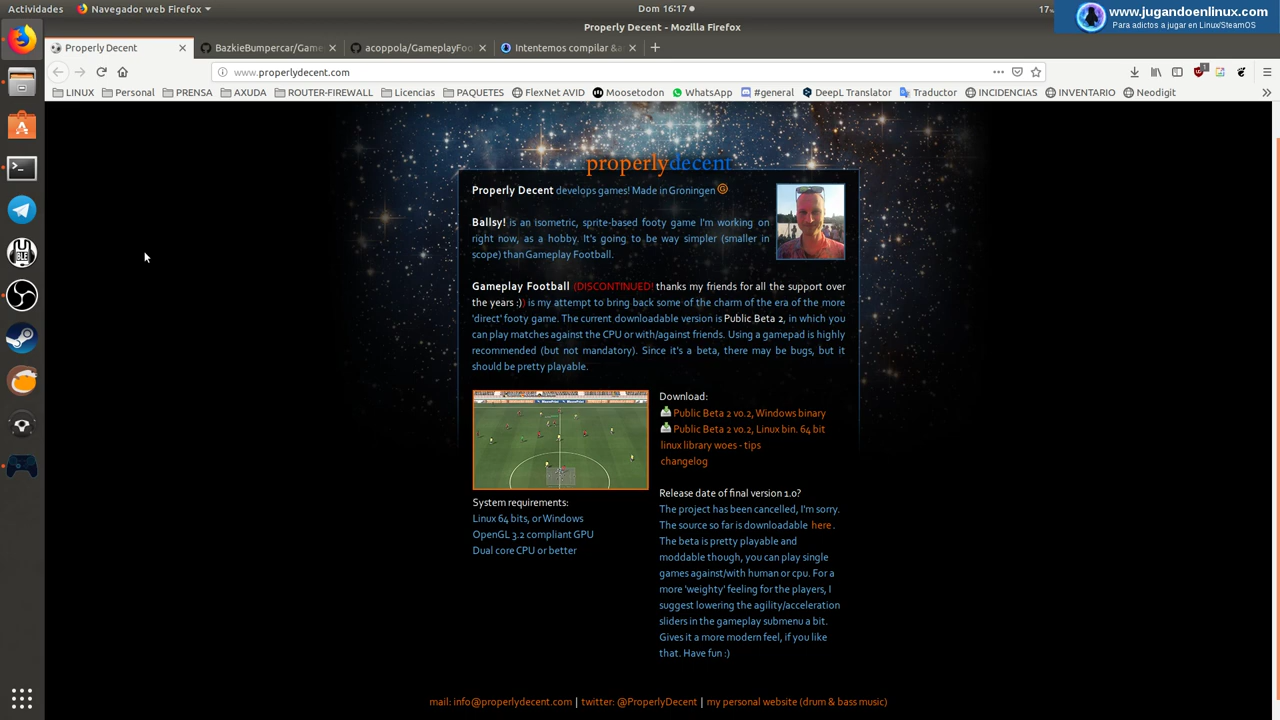 Actividades
Navegador web Firefox
Dom 16:17
17
www.jugandoenlinux.com
Para adictos a jugar en Linux/SteamOS
Properly Decent - Mozilla Firefox
Properly Decent
BazkieBumpercar/Game
acoppola/GameplayFoo
Intentemos compilar &a
www.properlydecent.com
LINUX
Personal
PRENSA
AXUDA
ROUTER-FIREWALL
Licencias
PAQUETES
FlexNet AVID
Moosetodon
WhatsApp
#general
DeepL Translator
Traductor
INCIDENCIAS
INVENTARIO
Neodigit
properlydecent
Properly Decent develops games! Made in Groningen G
Ballsy! is an isometric, sprite-based footy game I'm working on
right now, as a hobby. It's going to be way simpler (smaller in
scope) than Gameplay Football.
Gameplay Football (DISCONTINUED! thanks my friends for all the support over
the years :)) is my attempt to bring back some of the charm of the era of the more
'direct' footy game. The current downloadable version is Public Beta 2, in which you
can play matches against the CPU or with/against friends. Using a gamepad is highly
recommended (but not mandatory). Since it's a beta, there may be bugs, but it
should be pretty playable.
System requirements:
Linux 64 bits, or Windows
OpenGL 3.2 compliant GPU
Dual core CPU or better
Download:
Public Beta 2 v0.2, Windows binary
Public Beta 2 v0.2, Linux bin. 64 bit
linux library woes - tips
changelog
Release date of final version 1.0?
The project has been cancelled, I'm sorry.
The source so far is downloadable here.
The beta is pretty playable and
moddable though, you can play single
games against/with human or cpu. For a
more 'weighty' feeling for the players, I
suggest lowering the agility/acceleration
sliders in the gameplay submenu a bit.
Gives it a more modern feel, if you like
that. Have fun :)
mail: info@properlydecent.com | twitter: @ProperlyDecent | my personal website (drum & bass music)